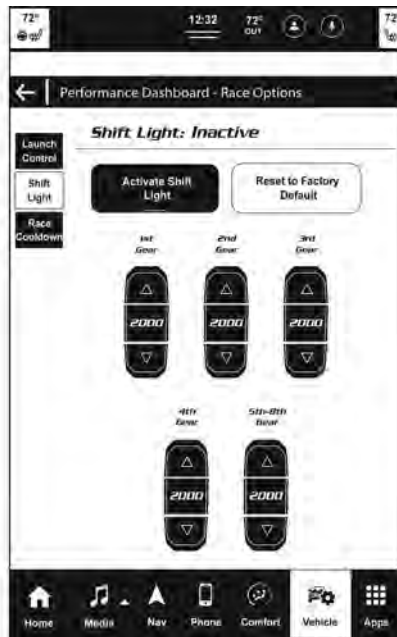 72°
12:32
72°
OUT
72
Performance Dashboard - Race Options
Launch
Control
Shift
Light
Race
Cooldown
Shift Light: Inactive
Activate Shift
Light
Reset to Factory
Default
1st
Gear
2nd
Gear
3rd
Gear
2000
2000
2000
4th
Gear
5th-8th
Gear
2000
2000
Home
Media
Nav
Phone
Comfort
Vehicle
Apps